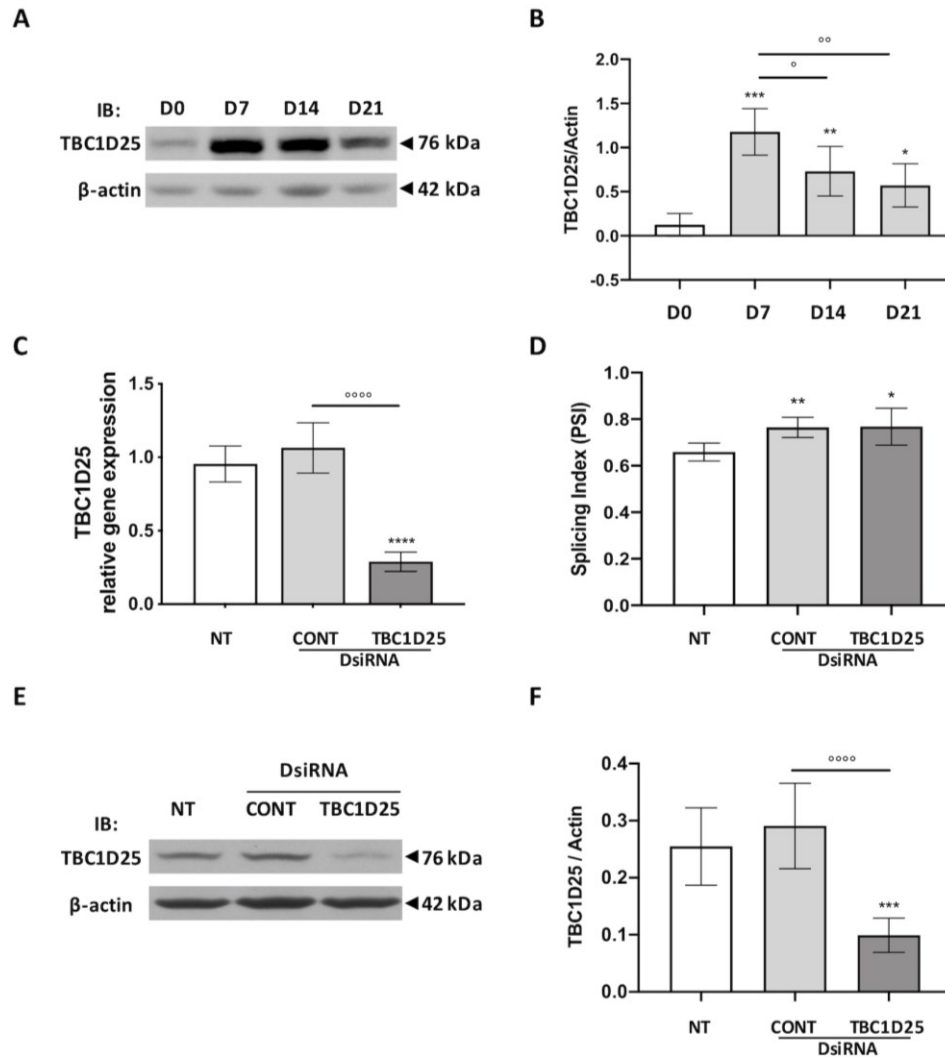 A
IB: D0 D7 D14 D21
TBC1D25 ◄76 kDa
β-actin ◄42 kDa
B
TBC1D25/Actin
2.0
1.5
1.0
0.5
0.0
-0.5
°°
°
***
**
*
D0 D7 D14 D21
C
TBC1D25
relative gene expression
1.5
1.0
0.5
0.0
°°°°
****
NT CONT TBC1D25
DsiRNA
D
Splicing Index (PSI)
1.0
0.8
0.6
0.4
0.2
0.0
**
*
NT CONT TBC1D25
DsiRNA
E
DsiRNA
NT CONT TBC1D25
IB:
TBC1D25 ◄76 kDa
β-actin ◄42 kDa
F
TBC1D25 / Actin
0.4
0.3
0.2
0.1
0.0
°°°°
***
NT CONT TBC1D25
DsiRNA